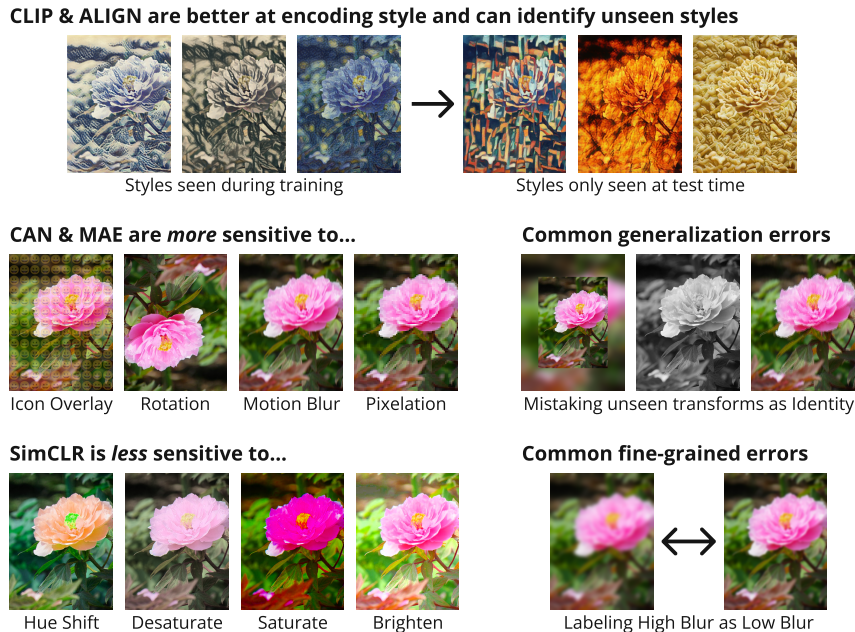 CLIP & ALIGN are better at encoding style and can identify unseen styles
Styles seen during training
Styles only seen at test time
CAN & MAE are more sensitive to...
Icon Overlay
Rotation
Motion Blur
Pixelation
Common generalization errors
Mistaking unseen transforms as Identity
SimCLR is less sensitive to...
Hue Shift
Desaturate
Saturate
Brighten
Common fine-grained errors
Labeling High Blur as Low Blur